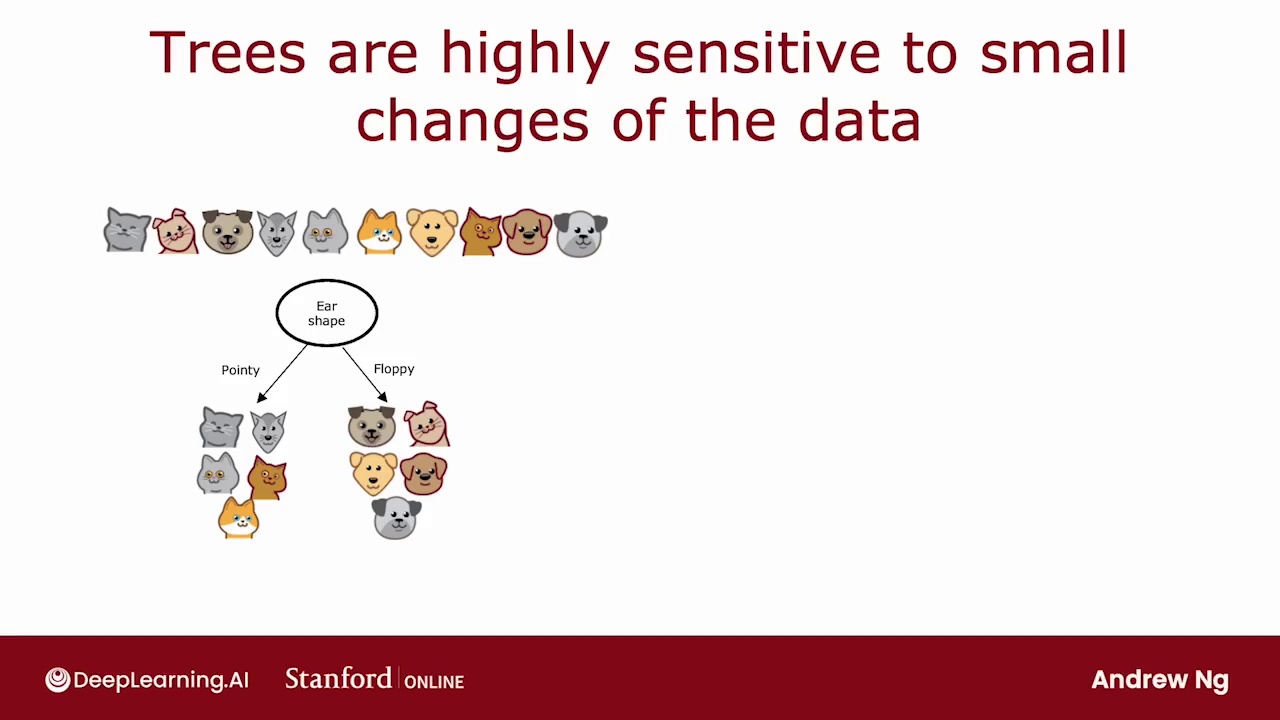 Trees are highly sensitive to small
changes of the data
Ear
shape
Pointy
Floppy
DeepLearning.AI
Stanford ONLINE
Andrew Ng